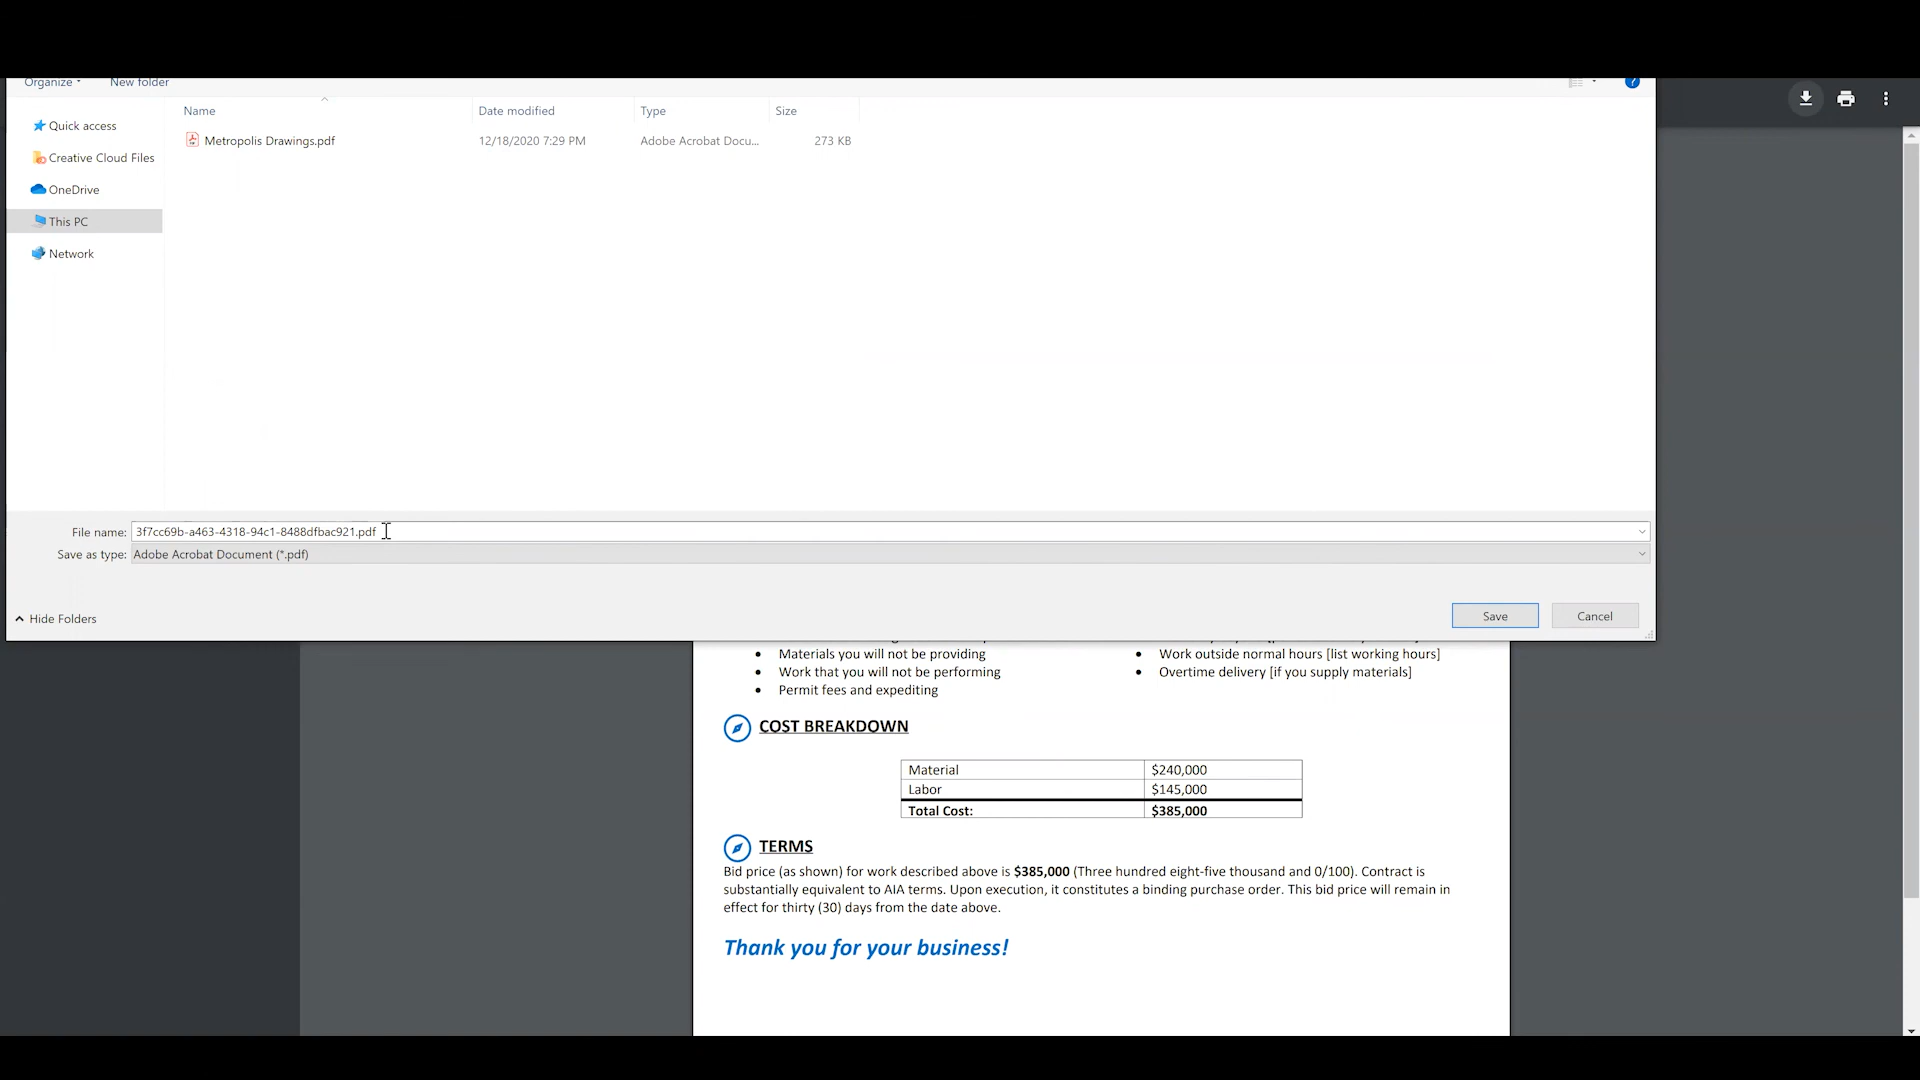 Organize
New folder
?
Name
Date modified
Type
Size
Quick access
Metropolis Drawings.pdf
12/18/2020 7:29 PM
Adobe Acrobat Docu...
273 KB
Creative Cloud Files
OneDrive
This PC
Network
File name: 3f7cc69b-a463-4318-94c1-8488dfbac921.pdf
Save as type: Adobe Acrobat Document (*.pdf)
Hide Folders
Save
Cancel
• Materials you will not be providing
• Work that you will not be performing
• Permit fees and expediting
• Work outside normal hours [list working hours]
• Overtime delivery [if you supply materials]
COST BREAKDOWN
Material $240,000
Labor $145,000
Total Cost: $385,000
TERMS
Bid price (as shown) for work described above is $385,000 (Three hundred eight-five thousand and 0/100). Contract is
substantially equivalent to AIA terms. Upon execution, it constitutes a binding purchase order. This bid price will remain in
effect for thirty (30) days from the date above.
Thank you for your business!